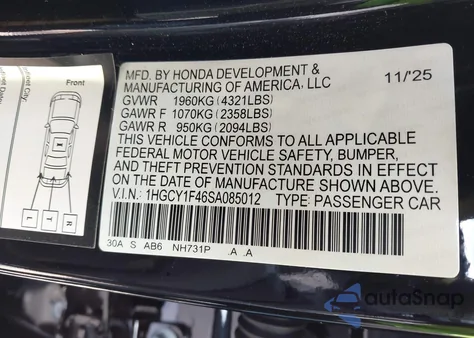 Front
MFD. BY HONDA DEVELOPMENT & 11/25
MANUFACTURING OF AMERICA, LLC
GVWR 1960KG (4321LBS)
GAWR F 1070KG (2358LBS)
GAWR R 950KG (2094LBS)
THIS VEHICLE CONFORMS TO ALL APPLICABLE
FEDERAL MOTOR VEHICLE SAFETY, BUMPER,
AND THEFT PREVENTION STANDARDS IN EFFECT
ON THE DATE OF MANUFACTURE SHOWN ABOVE.
V.I.N.: 1HGCY1F46SA085012 TYPE: PASSENGER CAR
30A S AB6 NH731P .A .A
L T R
autoSnap